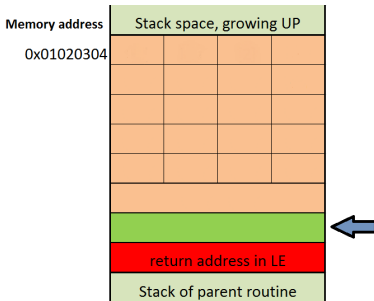 Memory address
Stack space, growing UP
0x01020304
return address in LE
Stack of parent routine